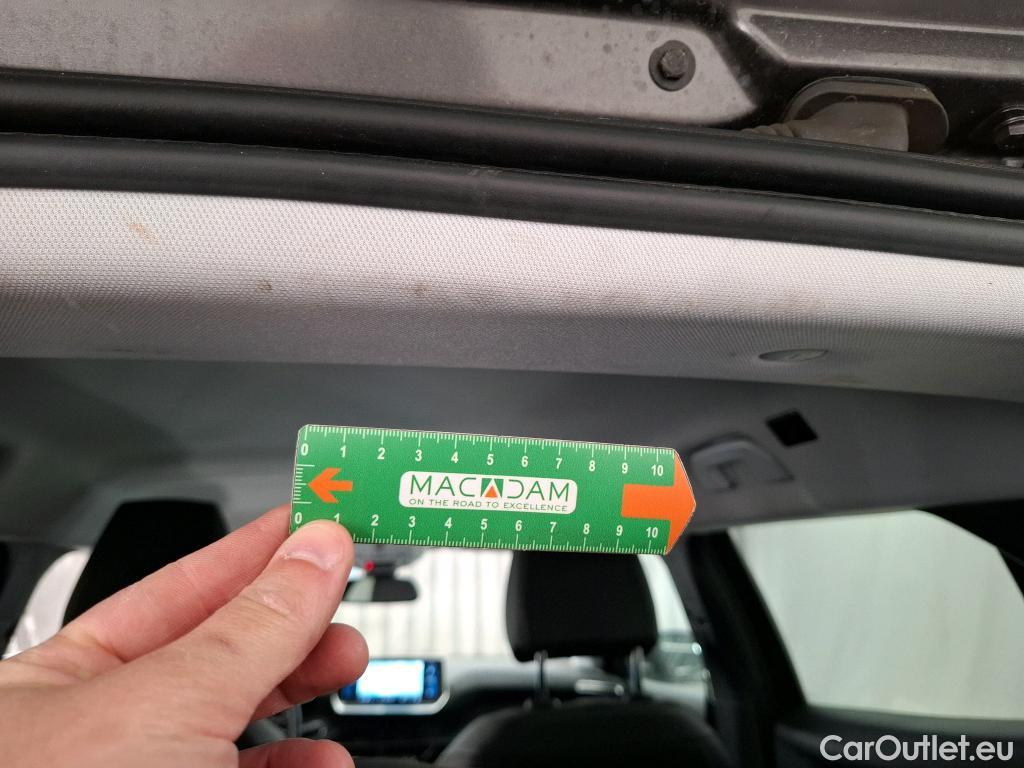 0 1 2 3 4 5 6 7 8 9 10
MACADAM
ON THE ROAD TO EXCELLENCE
0 1 2 3 4 5 6 7 8 9 10
CarOutlet.eu